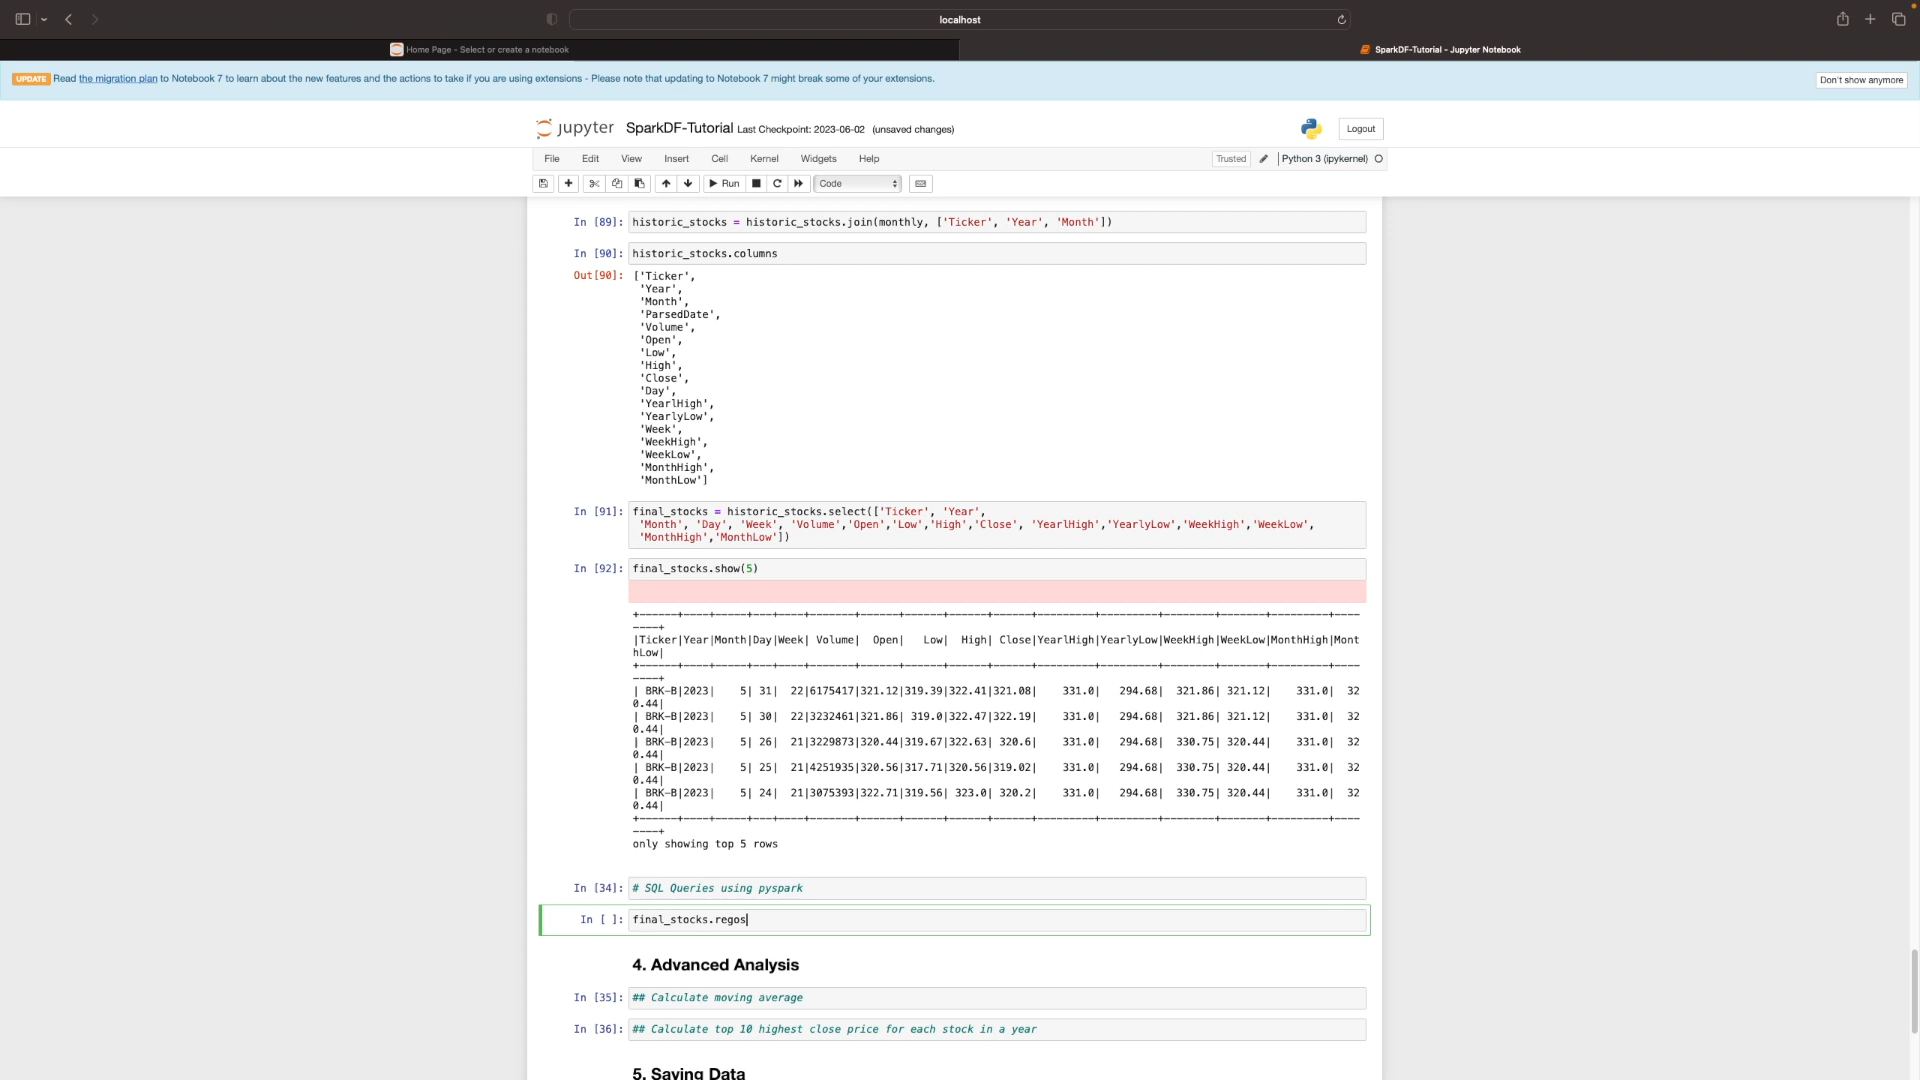 localhost
Home Page - Select or create a notebook
SparkDF-Tutorial - Jupyter Notebook
UPDATE Read the migration plan to Notebook 7 to learn about the new features and the actions to take if you are using extensions - Please note that updating to Notebook 7 might break some of your extensions.
Don't show anymore
jupyter SparkDF-Tutorial Last Checkpoint: 2023-06-02 (unsaved changes)
Logout
File Edit View Insert Cell Kernel Widgets Help
Trusted Python 3 (ipykernel)
Run Code
In [89]: historic_stocks = historic_stocks.join(monthly, ['Ticker', 'Year', 'Month'])
In [90]: historic_stocks.columns
Out[90]: ['Ticker',
'Year',
'Month',
'ParsedDate',
'Volume',
'Open',
'Low',
'High',
'Close',
'Day',
'YearlHigh',
'YearlyLow',
'Week',
'WeekHigh',
'WeekLow',
'MonthHigh',
'MonthLow']
In [91]: final_stocks = historic_stocks.select(['Ticker', 'Year',
'Month', 'Day', 'Week', 'Volume','Open','Low','High','Close', 'YearlHigh','YearlyLow','WeekHigh','WeekLow',
'MonthHigh','MonthLow'])
In [92]: final_stocks.show(5)
+------+----+-----+---+----+-------+------+------+------+------+---------+---------+--------+-------+---------+----
----+
|Ticker|Year|Month|Day|Week| Volume|  Open|   Low|  High| Close|YearlHigh|YearlyLow|WeekHigh|WeekLow|MonthHigh|Mont
hLow|
+------+----+-----+---+----+-------+------+------+------+------+---------+---------+--------+-------+---------+----
----+
| BRK-B|2023|    5| 31|  22|6175417|321.12|319.39|322.41|321.08|    331.0|   294.68|  321.86| 321.12|    331.0|  32
0.44|
| BRK-B|2023|    5| 30|  22|3232461|321.86| 319.0|322.47|322.19|    331.0|   294.68|  321.86| 321.12|    331.0|  32
0.44|
| BRK-B|2023|    5| 26|  21|3229873|320.44|319.67|322.63| 320.6|    331.0|   294.68|  330.75| 320.44|    331.0|  32
0.44|
| BRK-B|2023|    5| 25|  21|4251935|320.56|317.71|320.56|319.02|    331.0|   294.68|  330.75| 320.44|    331.0|  32
0.44|
| BRK-B|2023|    5| 24|  21|3075393|322.71|319.56| 323.0| 320.2|    331.0|   294.68|  330.75| 320.44|    331.0|  32
0.44|
+------+----+-----+---+----+-------+------+------+------+------+---------+---------+--------+-------+---------+----
----+
only showing top 5 rows
In [34]: # SQL Queries using pyspark
In [ ]: final_stocks.regos
4. Advanced Analysis
In [35]: ## Calculate moving average
In [36]: ## Calculate top 10 highest close price for each stock in a year
5. Saving Data